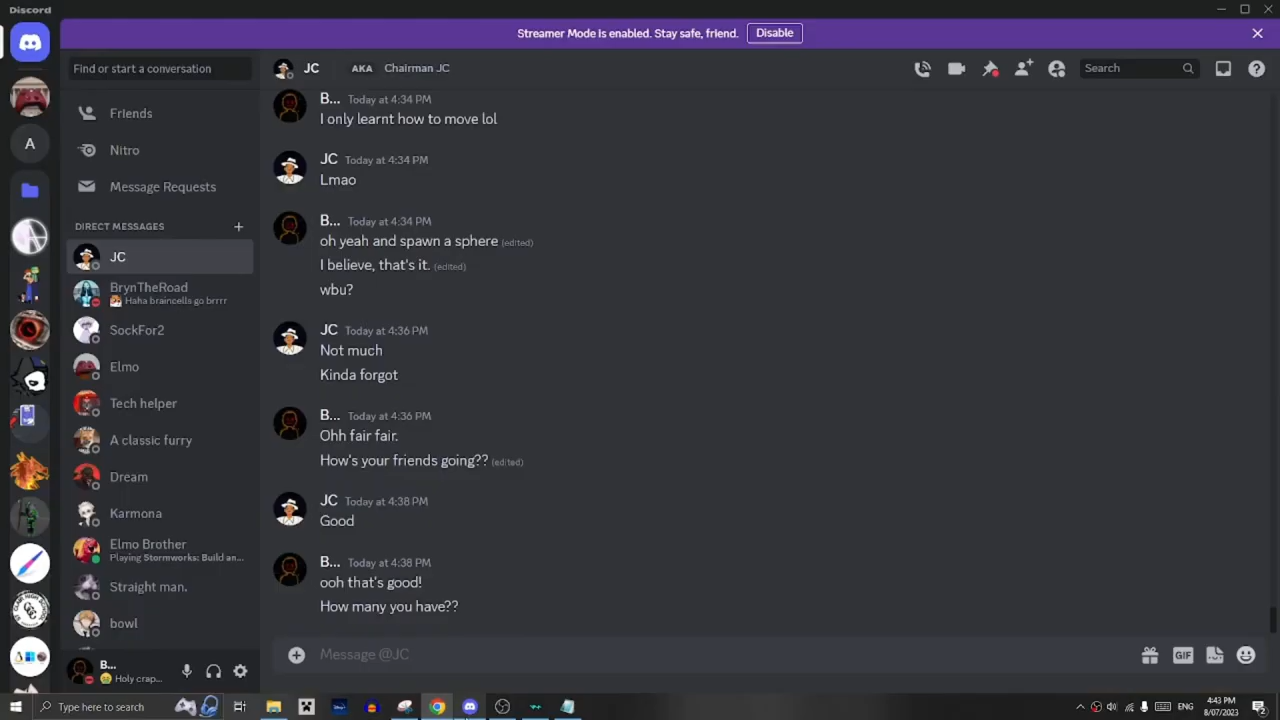 Discord
Streamer Mode is enabled. Stay safe, friend.
Disable
Find or start a conversation
JC
AKA
Chairman JC
Search
Friends
Nitro
Message Requests
DIRECT MESSAGES
JC
BrynTheRoad
Haha braincells go brrrr
SockFor2
Elmo
Tech helper
A classic furry
Dream
Karmona
Elmo Brother
Playing Stormworks: Build an...
Straight man.
bowl
B...
Holy crap...
A
B... Today at 4:34 PM
I only learnt how to move lol
JC Today at 4:34 PM
Lmao
B... Today at 4:34 PM
oh yeah and spawn a sphere (edited)
I believe, that's it. (edited)
wbu?
JC Today at 4:36 PM
Not much
Kinda forgot
B... Today at 4:36 PM
Ohh fair fair.
How's your friends going?? (edited)
JC Today at 4:38 PM
Good
B... Today at 4:38 PM
ooh that's good!
How many you have??
Message @JC
GIF
Type here to search
ENG
4:43 PM
8/07/2023